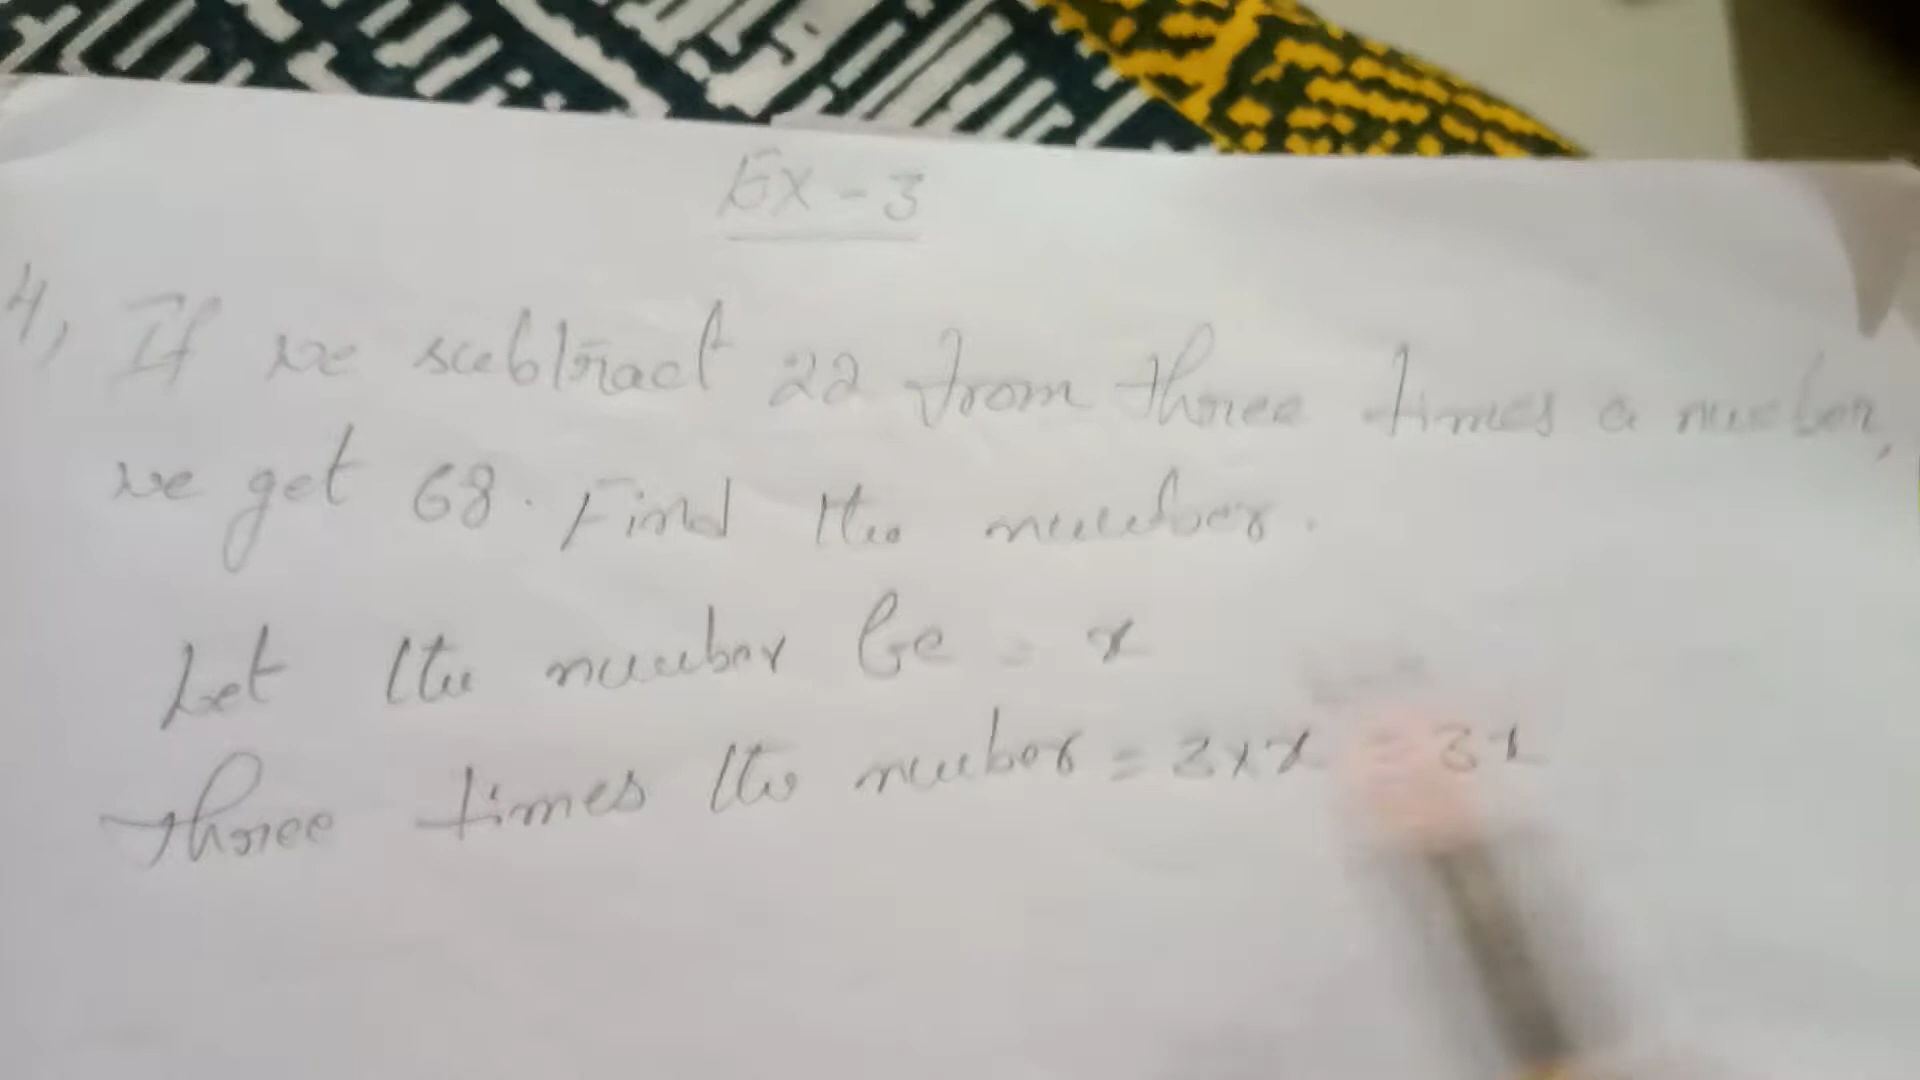 Ex-3
4, If we subtract 22 from three times a number,
we get 68. Find the number.
Let the number be = x
three times the number = 3xx = 3x